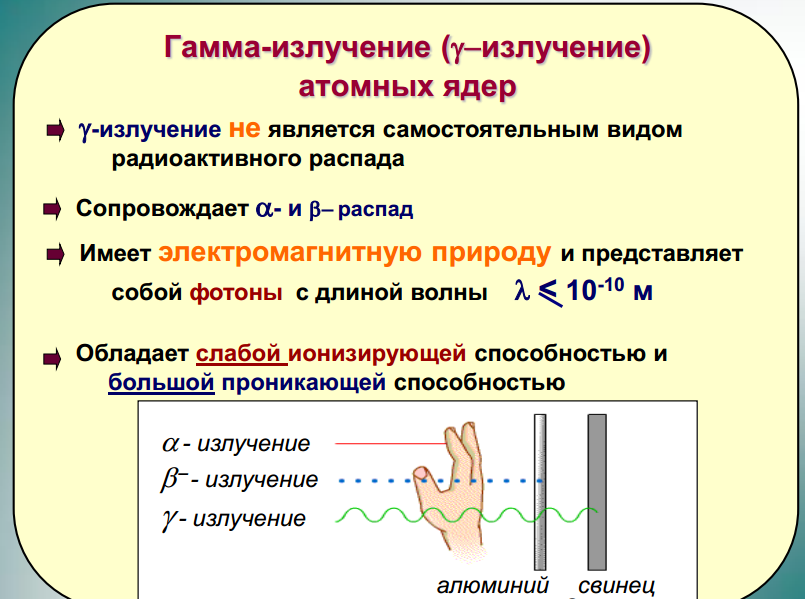 Гамма-излучение (γ–излучение)
атомных ядер
γ-излучение не является самостоятельным видом
радиоактивного распада
Сопровождает α- и β– распад
Имеет электромагнитную природу и представляет
собой фотоны с длиной волны λ ⩽ 10⁻¹⁰ м
Обладает слабой ионизирующей способностью и
большой проникающей способностью
α - излучение
β⁻ - излучение
γ - излучение
алюминий свинец